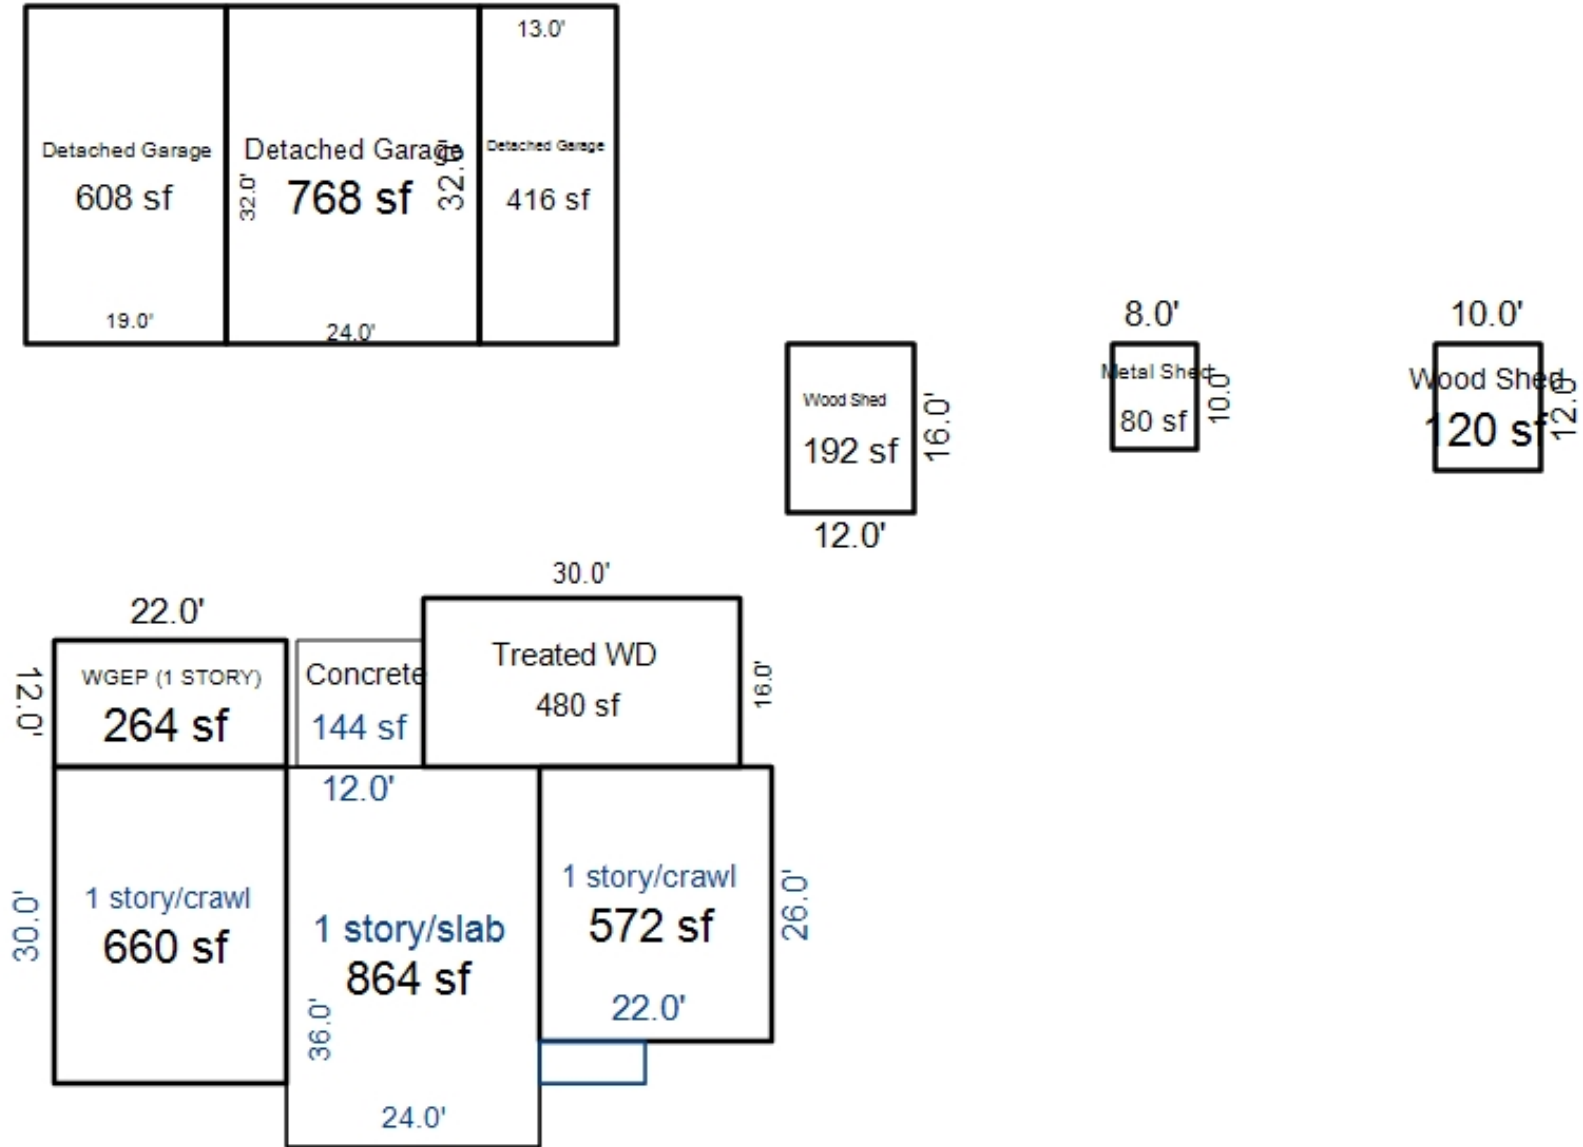 13.0'
Detached Garage
608 sf
19.0'
Detached Garage
32.0'
768 sf
32.0'
24.0'
Detached Garage
416 sf
8.0'
Metal Shed
80 sf
10.0'
10.0'
Wood Shed
120 sf
12.0'
Wood Shed
192 sf
16.0'
12.0'
30.0'
Treated WD
480 sf
16.0'
22.0'
12.0'
WGEP (1 STORY)
264 sf
Concrete
144 sf
12.0'
30.0'
1 story/crawl
660 sf
1 story/slab
864 sf
36.0'
24.0'
1 story/crawl
572 sf
22.0'
26.0'